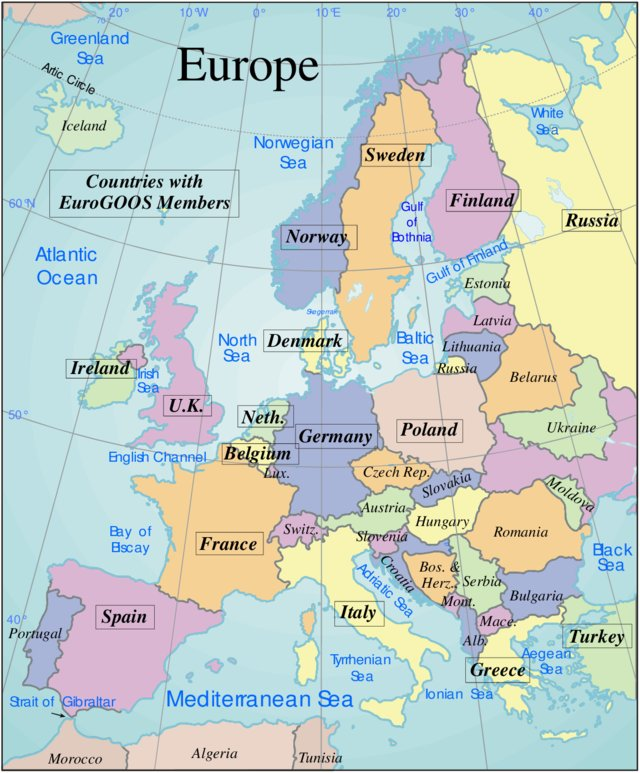 20°
10°W
0°
10°E
20°
30°
40°
70°
Greenland
Sea
Europe
Artic Circle
Iceland
White
Sea
Norwegian
Sea
Sweden
Countries with
EuroGOOS Members
Finland
60°N
Gulf
of
Bothnia
Russia
Norway
Atlantic
Ocean
Gulf of Finland
Estonia
Skagerrak
Latvia
North
Sea
Denmark
Baltic
Sea
Lithuania
Russia
Ireland
Irish
Sea
Belarus
U.K.
50°
Neth.
Germany
Poland
Ukraine
English Channel
Belgium
Lux.
Czech Rep.
Slovakia
Moldova
Austria
Hungary
Bay of
Biscay
France
Switz.
Slovenia
Romania
Black
Sea
Croatia
Bos. &
Herz.
Serbia
Adriatic Sea
Bulgaria
Mont.
40°
Portugal
Spain
Italy
Mace.
Alb.
Turkey
Tyrrhenian
Sea
Greece
Aegean
Sea
Strait of Gibraltar
Mediterranean Sea
Ionian Sea
Morocco
Algeria
Tunisia